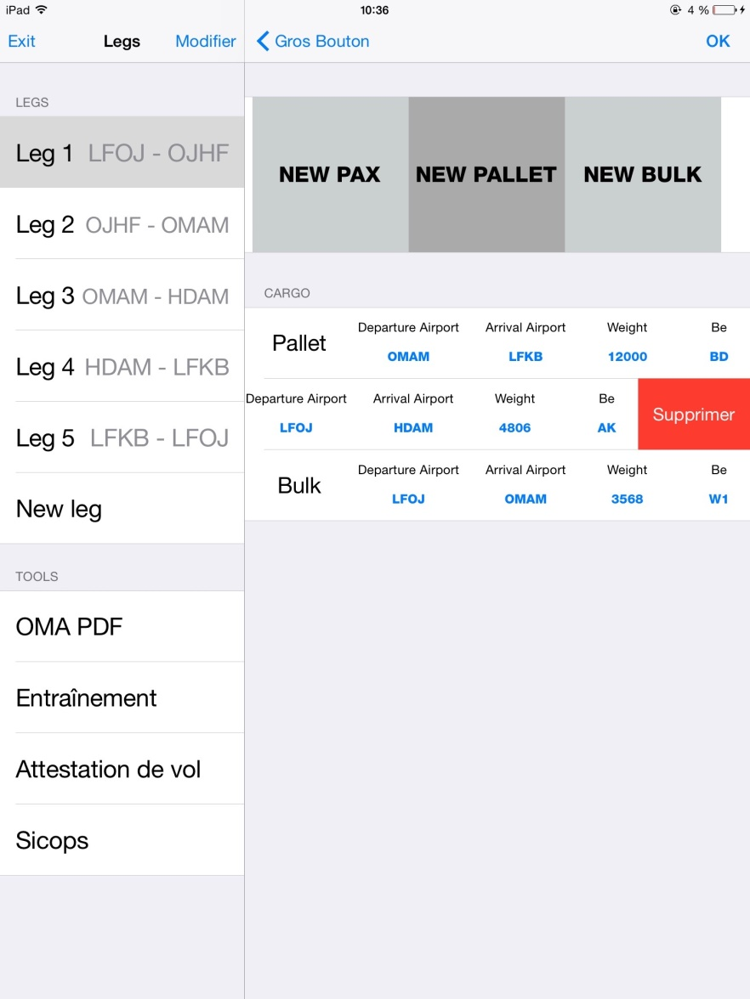 iPad 10:36 4 %
Exit Legs Modifier
Gros Bouton OK
LEGS
Leg 1 LFOJ - OJHF
Leg 2 OJHF - OMAM
Leg 3 OMAM - HDAM
Leg 4 HDAM - LFKB
Leg 5 LFKB - LFOJ
New leg
TOOLS
OMA PDF
Entraînement
Attestation de vol
Sicops
NEW PAX NEW PALLET NEW BULK
CARGO
Pallet
Departure Airport Arrival Airport Weight Be
OMAM LFKB 12000 BD
Departure Airport Arrival Airport Weight Be
LFOJ HDAM 4806 AK
Supprimer
Bulk
Departure Airport Arrival Airport Weight Be
LFOJ OMAM 3568 W1